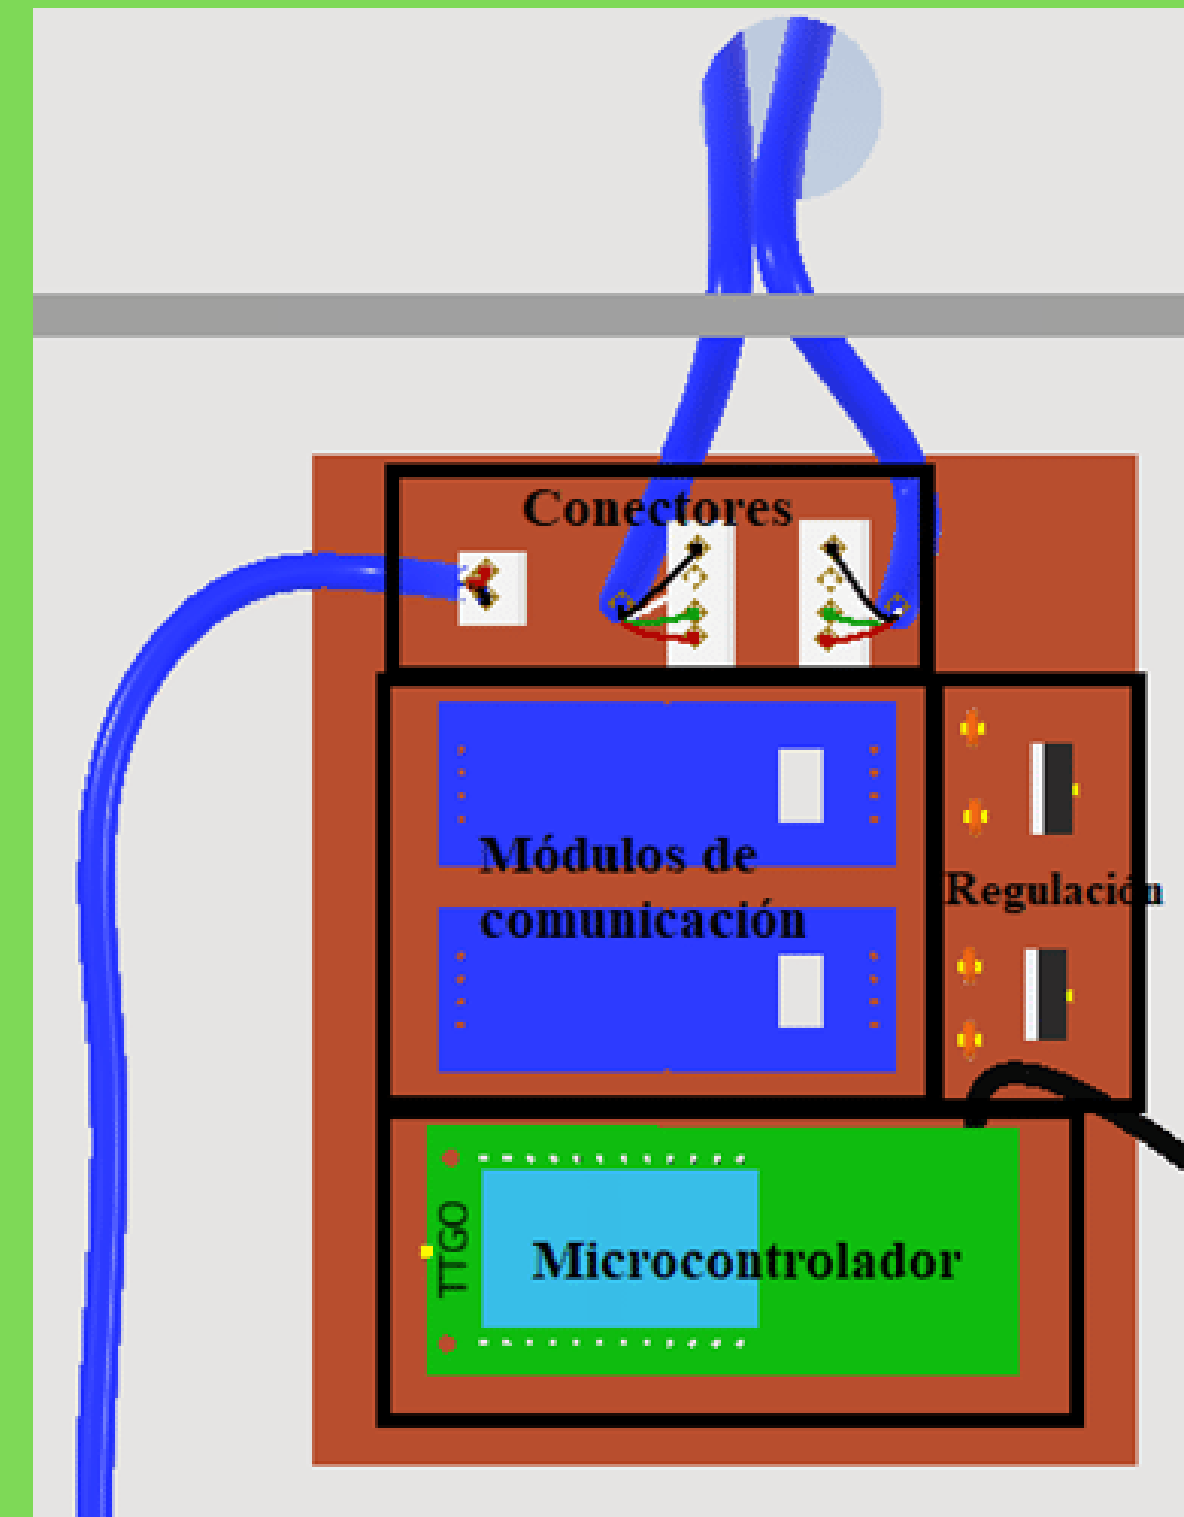 Conectores
Módulos de
comunicación
Regulación
TTGO
Microcontrolador